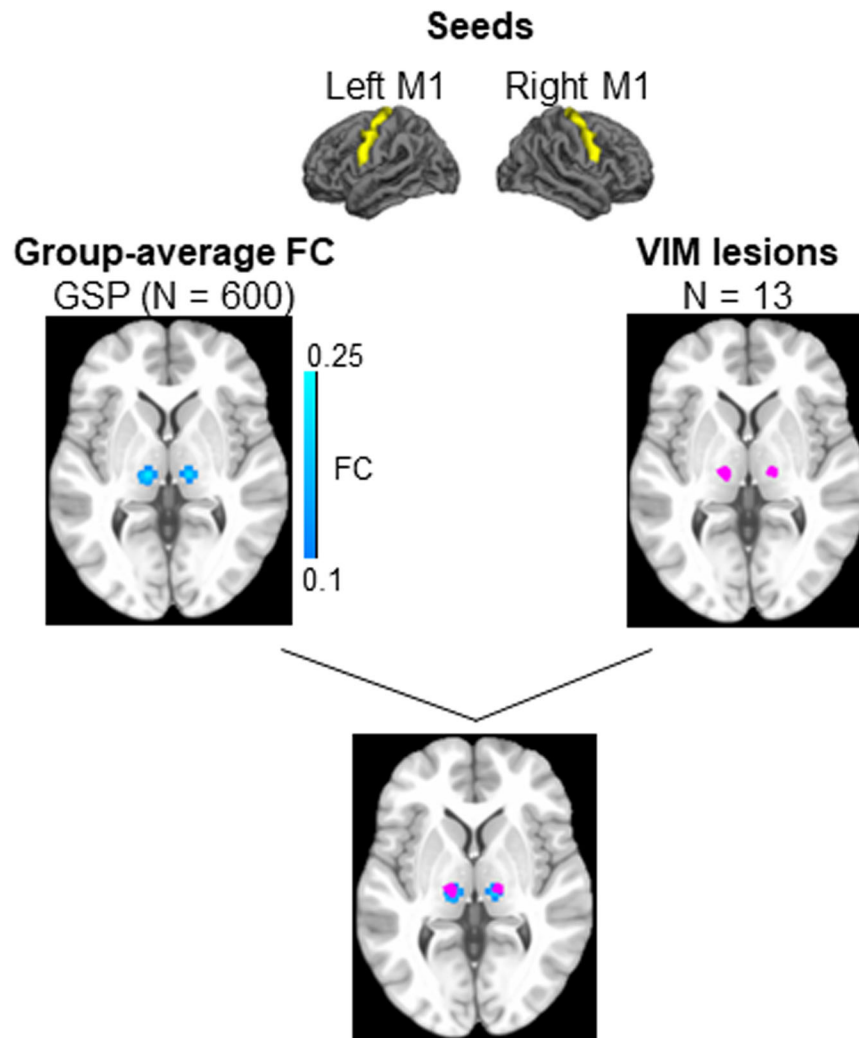 Seeds
Left M1
Right M1
Group-average FC
GSP (N = 600)
0.25
FC
0.1
VIM lesions
N = 13